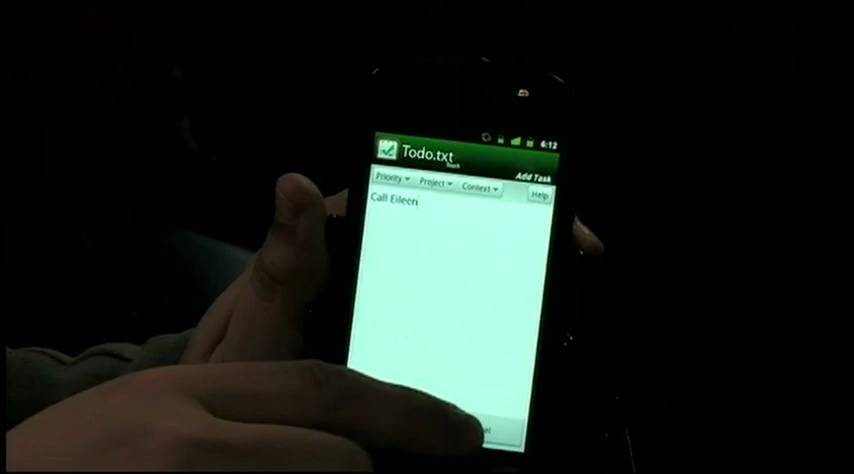 6:12
Todo.txt
Touch
Add Task
Priority Project Context Help
Call Eileen